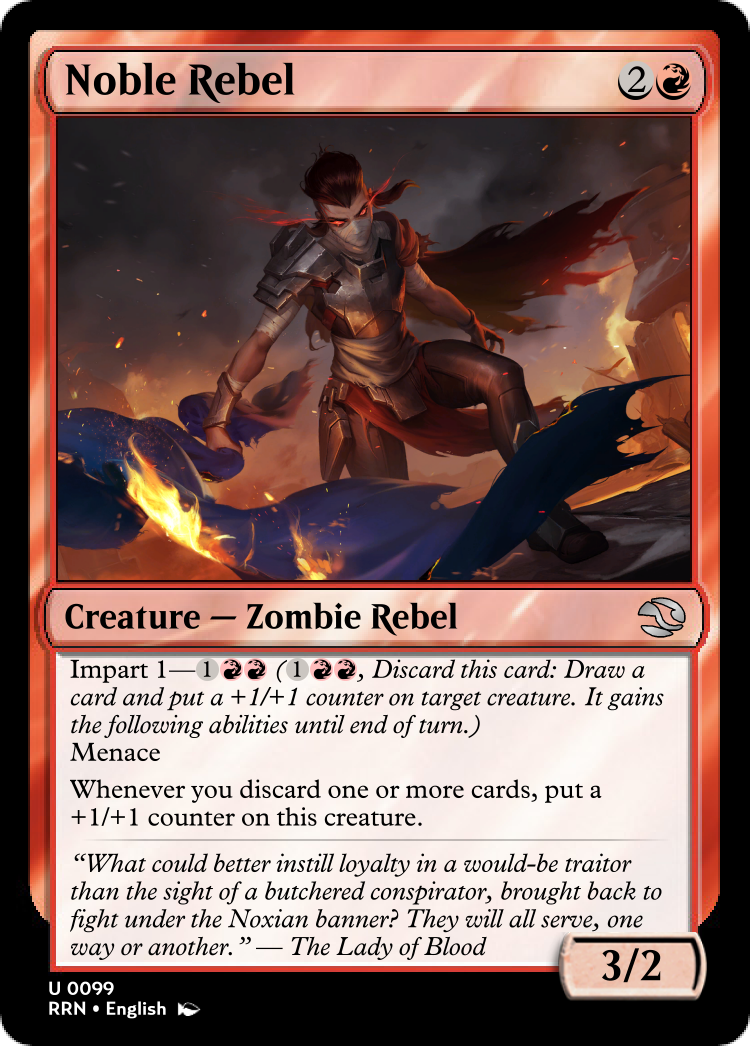 Noble Rebel 2
Creature — Zombie Rebel
Impart 1—1 (1, Discard this card: Draw a
card and put a +1/+1 counter on target creature. It gains
the following abilities until end of turn.)
Menace
Whenever you discard one or more cards, put a
+1/+1 counter on this creature.
“What could better instill loyalty in a would-be traitor
than the sight of a butchered conspirator, brought back to
fight under the Noxian banner? They will all serve, one
way or another.” — The Lady of Blood
3/2
U 0099
RRN • English